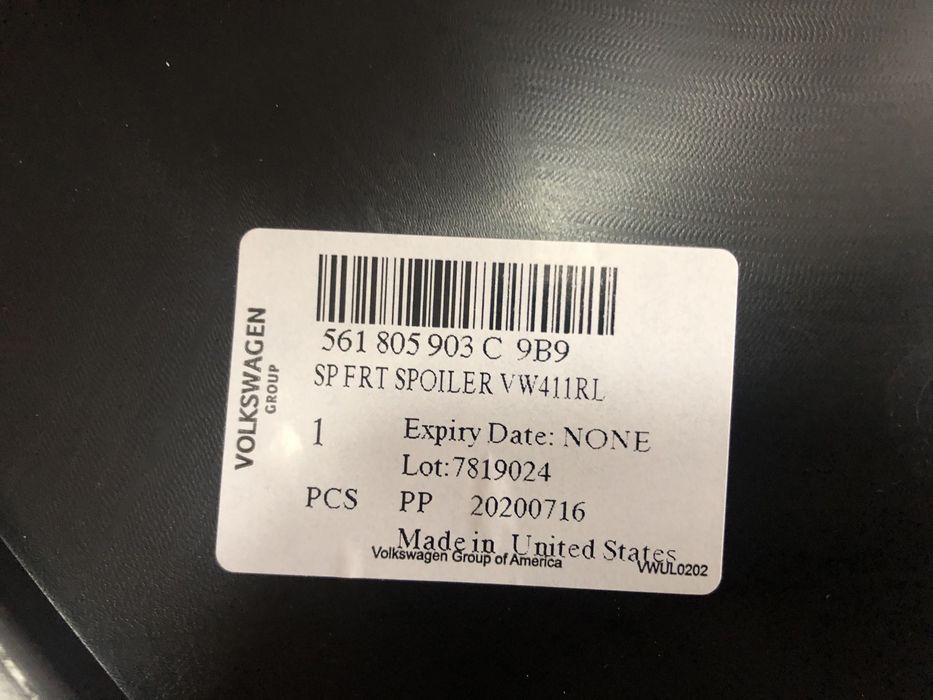 VOLKSWAGEN
GROUP
561 805 903 C 9B9
SP FRT SPOILER VW411RL
1 Expiry Date: NONE
Lot:7819024
PCS PP 20200716
Made in United States
Volkswagen Group of America VWUL0202